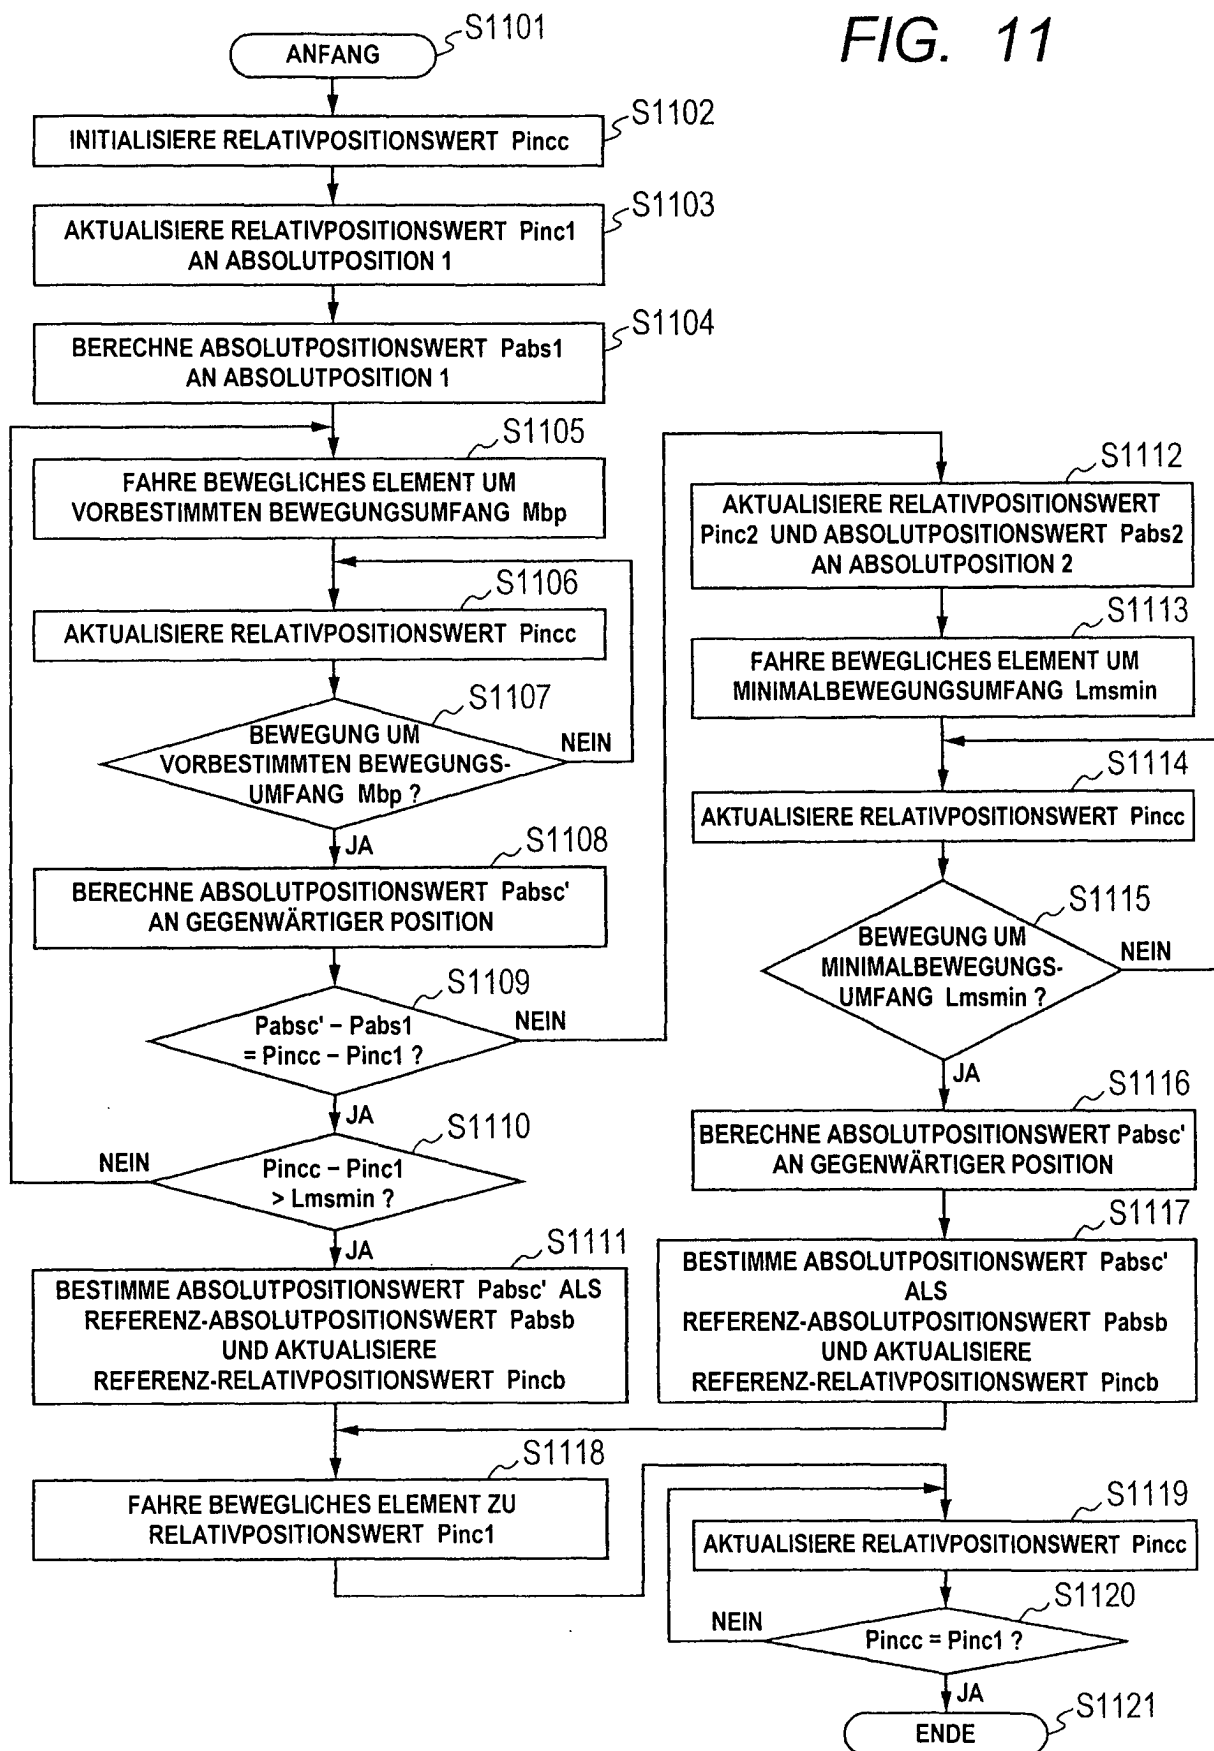 FIG. 11
S1101
ANFANG
S1102
INITIALISIERE RELATIVPOSITIONSWERT Pincc
S1103
AKTUALISIERE RELATIVPOSITIONSWERT Pinc1
AN ABSOLUTPOSITION 1
S1104
BERECHNE ABSOLUTPOSITIONSWERT Pabs1
AN ABSOLUTPOSITION 1
S1105
FAHRE BEWEGLICHES ELEMENT UM
VORBESTIMMTEN BEWEGUNGSUMFANG Mbp
S1106
AKTUALISIERE RELATIVPOSITIONSWERT Pincc
S1107
BEWEGUNG UM
VORBESTIMMTEN BEWEGUNGS-
UMFANG Mbp ?
NEIN
JA
S1108
BERECHNE ABSOLUTPOSITIONSWERT Pabsc'
AN GEGENWÄRTIGER POSITION
S1109
Pabsc' – Pabs1
= Pincc – Pinc1 ?
NEIN
JA
S1110
NEIN
Pincc – Pinc1
> Lmsmin ?
JA
S1111
BESTIMME ABSOLUTPOSITIONSWERT Pabsc' ALS
REFERENZ-ABSOLUTPOSITIONSWERT Pabsb
UND AKTUALISIERE
REFERENZ-RELATIVPOSITIONSWERT Pincb
S1112
AKTUALISIERE RELATIVPOSITIONSWERT
Pinc2 UND ABSOLUTPOSITIONSWERT Pabs2
AN ABSOLUTPOSITION 2
S1113
FAHRE BEWEGLICHES ELEMENT UM
MINIMALBEWEGUNGSUMFANG Lmsmin
S1114
AKTUALISIERE RELATIVPOSITIONSWERT Pincc
S1115
BEWEGUNG UM
MINIMALBEWEGUNGS-
UMFANG Lmsmin ?
NEIN
JA
S1116
BERECHNE ABSOLUTPOSITIONSWERT Pabsc'
AN GEGENWÄRTIGER POSITION
S1117
BESTIMME ABSOLUTPOSITIONSWERT Pabsc'
ALS
REFERENZ-ABSOLUTPOSITIONSWERT Pabsb
UND AKTUALISIERE
REFERENZ-RELATIVPOSITIONSWERT Pincb
S1118
FAHRE BEWEGLICHES ELEMENT ZU
RELATIVPOSITIONSWERT Pinc1
S1119
AKTUALISIERE RELATIVPOSITIONSWERT Pincc
S1120
NEIN
Pincc = Pinc1 ?
JA
S1121
ENDE